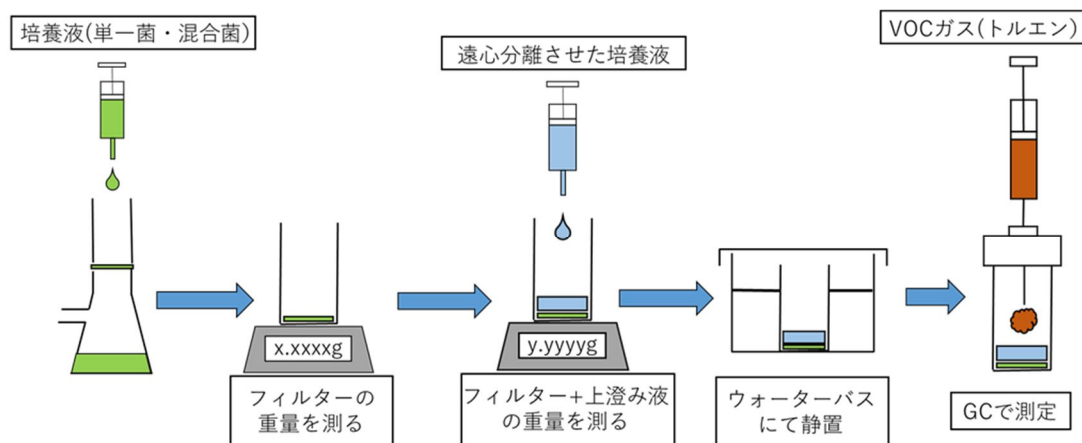 培養液(単一菌・混合菌)
遠心分離させた培養液
VOCガス(トルエン)
x.xxxxg
y.yyyyg
フィルターの
重量を測る
フィルター+上澄み液
の重量を測る
ウォーターバス
にて静置
GCで測定